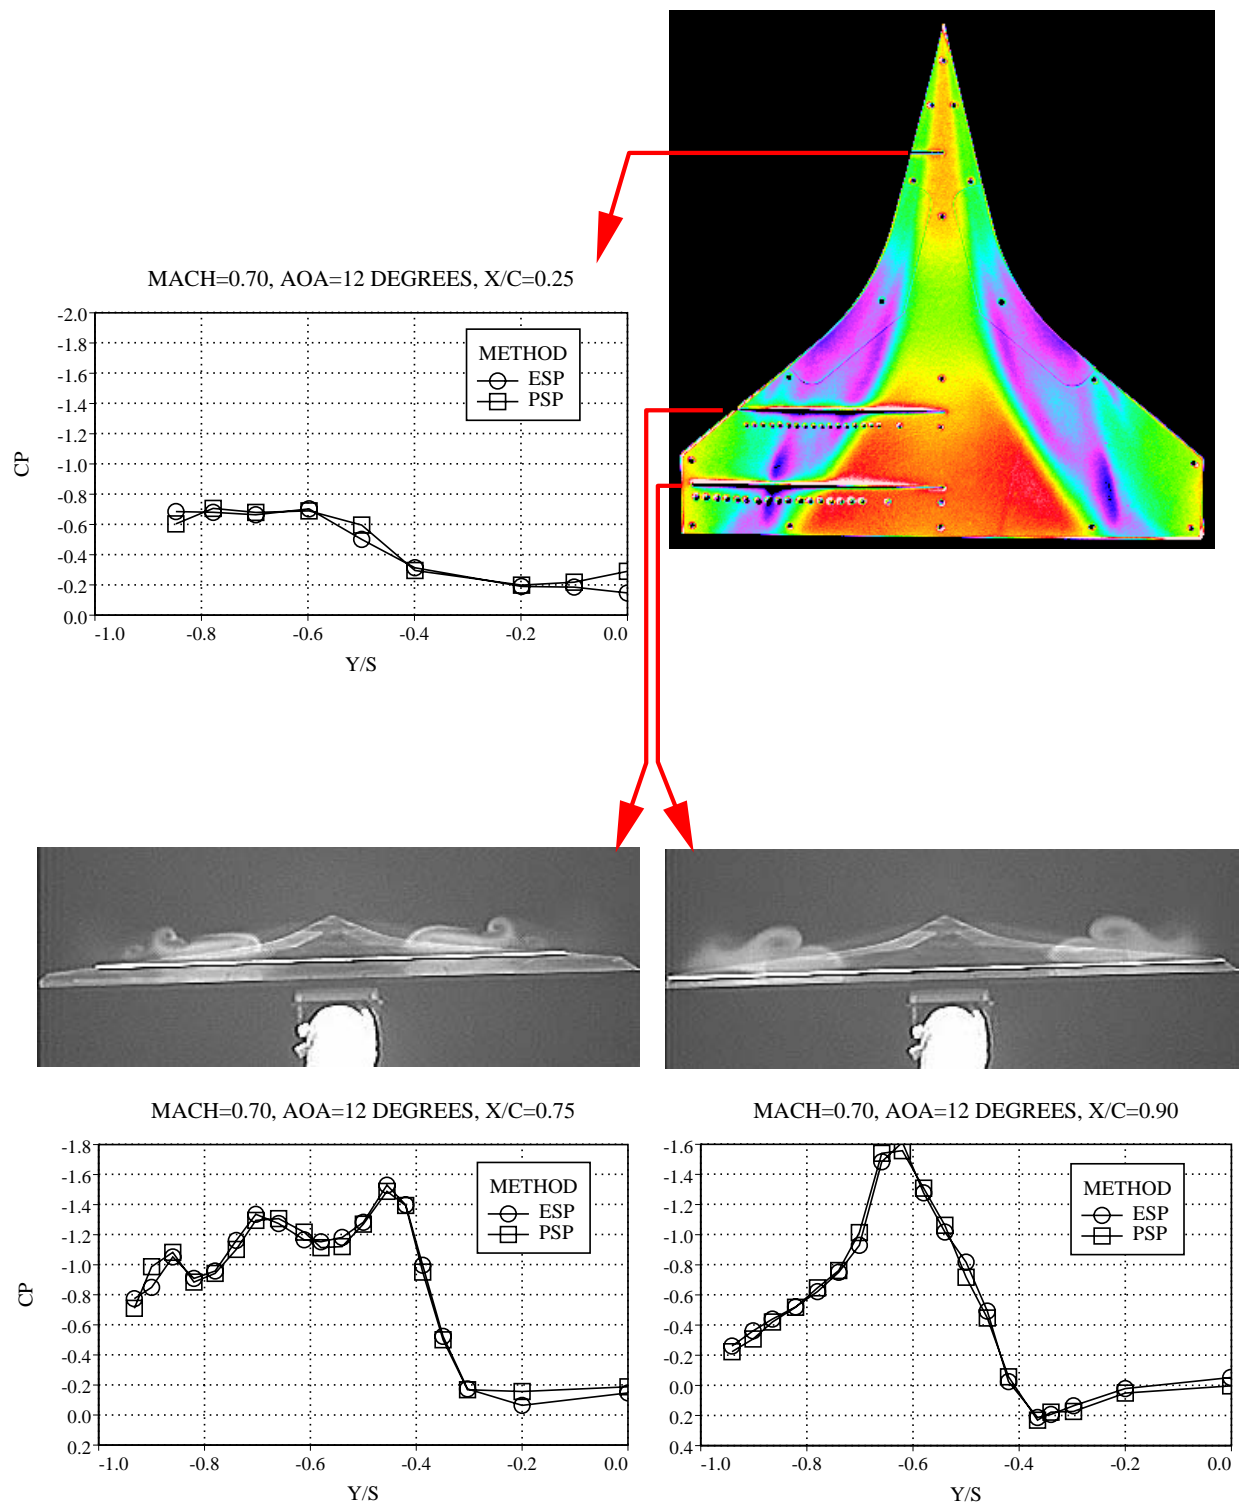 MACH=0.70, AOA=12 DEGREES, X/C=0.25
-2.0
-1.8
-1.6
-1.4
-1.2
-1.0
-0.8
-0.6
-0.4
-0.2
0.0
CP
METHOD
ESP
PSP
-1.0 -0.8 -0.6 -0.4 -0.2 0.0
Y/S
MACH=0.70, AOA=12 DEGREES, X/C=0.75
-1.8
-1.6
-1.4
-1.2
-1.0
-0.8
-0.6
-0.4
-0.2
0.0
0.2
CP
METHOD
ESP
PSP
-1.0 -0.8 -0.6 -0.4 -0.2 0.0
Y/S
MACH=0.70, AOA=12 DEGREES, X/C=0.90
-1.6
-1.4
-1.2
-1.0
-0.8
-0.6
-0.4
-0.2
0.0
0.2
0.4
METHOD
ESP
PSP
-1.0 -0.8 -0.6 -0.4 -0.2 0.0
Y/S